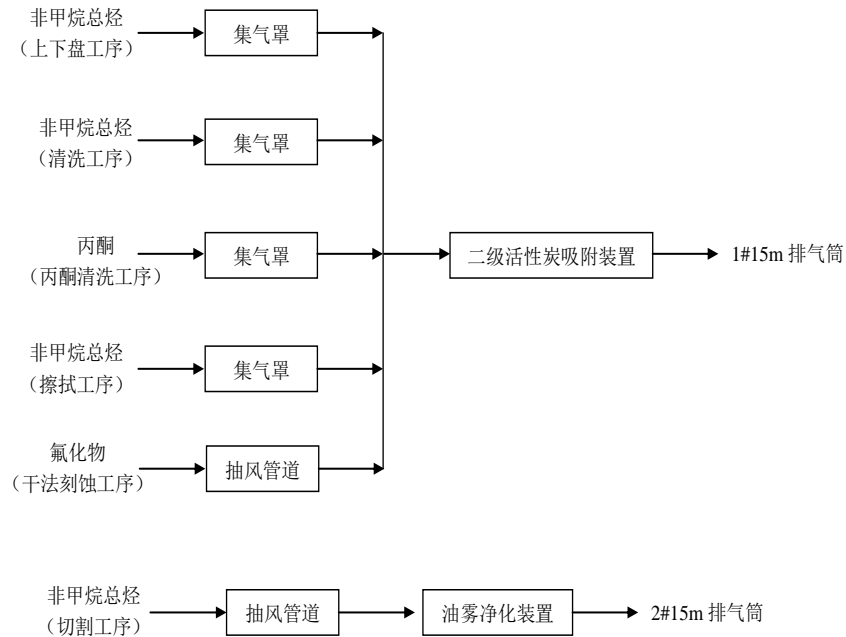 非甲烷总烃
（上下盘工序）
集气罩
非甲烷总烃
（清洗工序）
集气罩
丙酮
（丙酮清洗工序）
集气罩
二级活性炭吸附装置
1#15m 排气筒
非甲烷总烃
（擦拭工序）
集气罩
氟化物
（干法刻蚀工序）
抽风管道
非甲烷总烃
（切割工序）
抽风管道
油雾净化装置
2#15m 排气筒